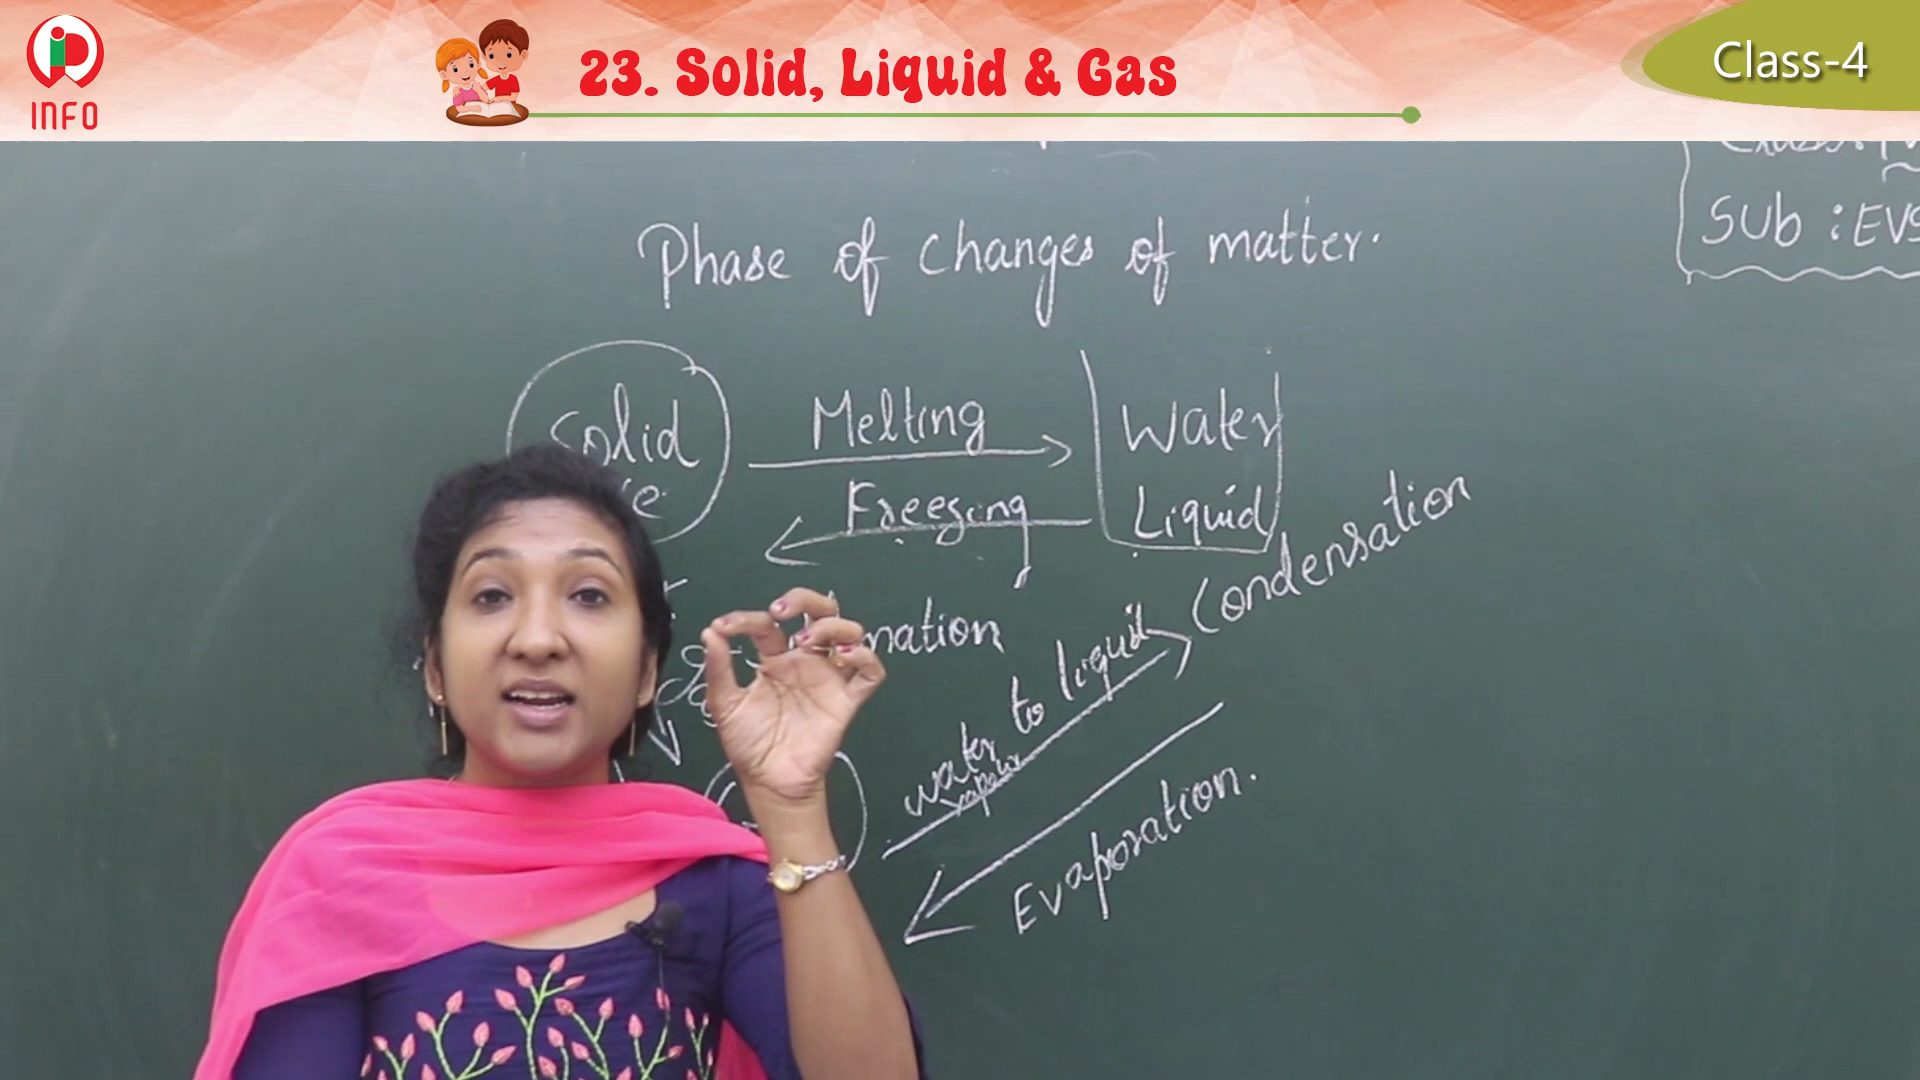 INFO
23. Solid, Liquid & Gas
Class-4
Sub : EVS
Phase of changes of matter.
Solid
Melting
Water
Freezing
Liquid
Condensation
water to liquid
vapour
Evaporation.